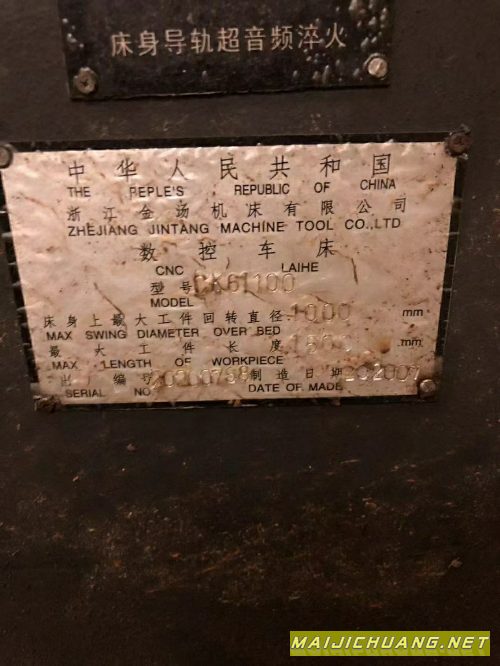 床身导轨超音频淬火
中华人民共和国
THE REPLE'S REPUBLIC OF CHINA
浙江金汤机床有限公司
ZHEJIANG JINTANG MACHINE TOOL CO.,LTD
数控车床
CNC LAIHE
型号 CK61100
MODEL
床身上最大工件回转直径 1000 mm
MAX SWING DIAMETER OVER BED
最大工件长度 1500 mm
MAX LENGTH OF WORKPIECE
出厂编号 制造日期
SERIAL NO DATE OF MADE
MAIJICHUANG.NET